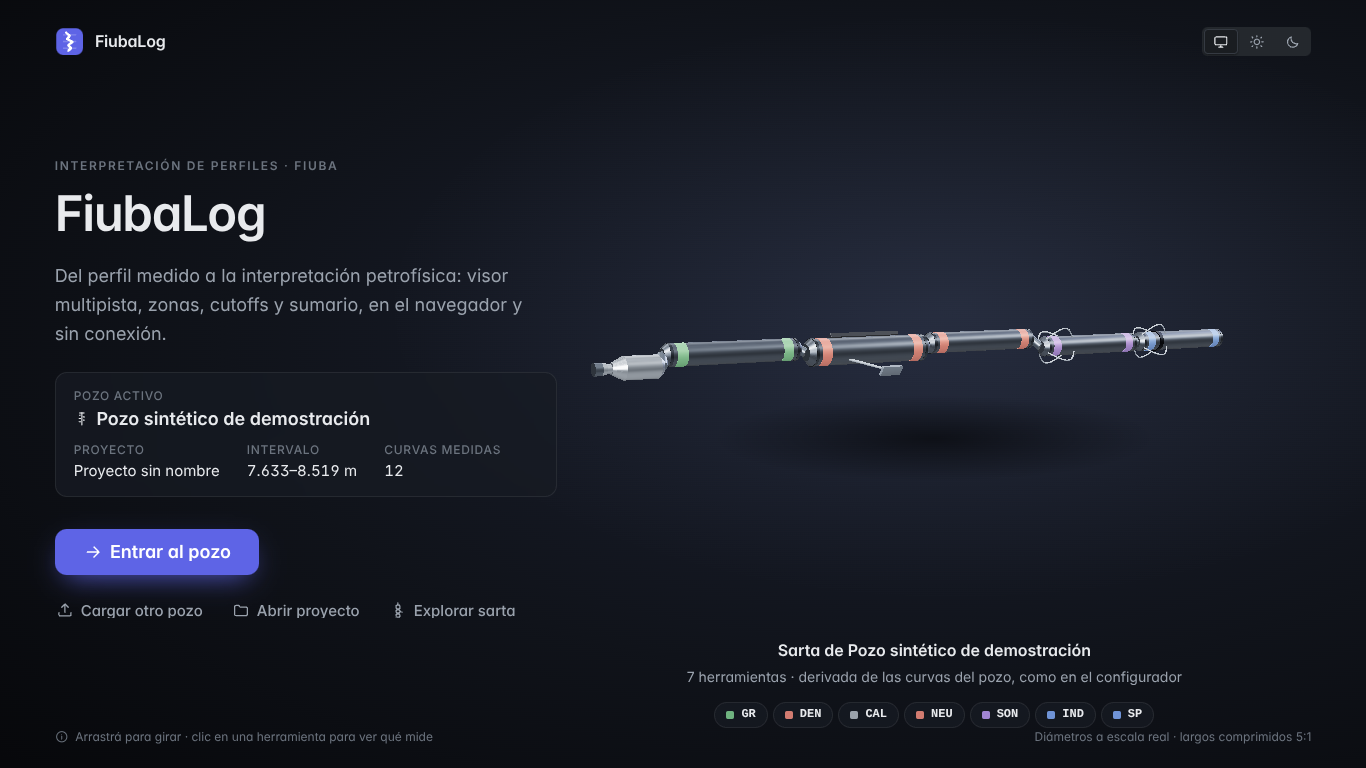 FiubaLog
INTERPRETACIÓN DE PERFILES · FIUBA
FiubaLog
Del perfil medido a la interpretación petrofísica: visor
multipista, zonas, cutoffs y sumario, en el navegador y
sin conexión.
POZO ACTIVO
Pozo sintético de demostración
PROYECTO INTERVALO CURVAS MEDIDAS
Proyecto sin nombre 7.633–8.519 m 12
Entrar al pozo
Cargar otro pozo Abrir proyecto Explorar sarta
Sarta de Pozo sintético de demostración
7 herramientas · derivada de las curvas del pozo, como en el configurador
GR DEN CAL NEU SON IND SP
Arrastrá para girar · clic en una herramienta para ver qué mide
Diámetros a escala real · largos comprimidos 5:1